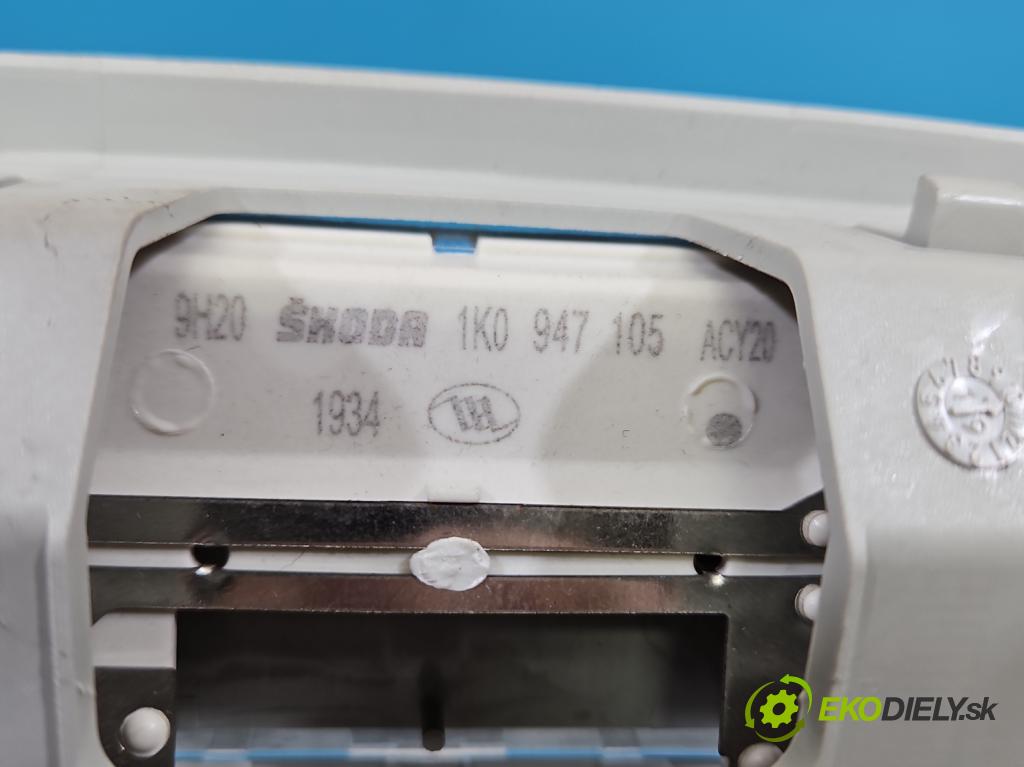 9H20 ŠKODA 1K0 947 105 ACY20
1934
EKODIELY.sk